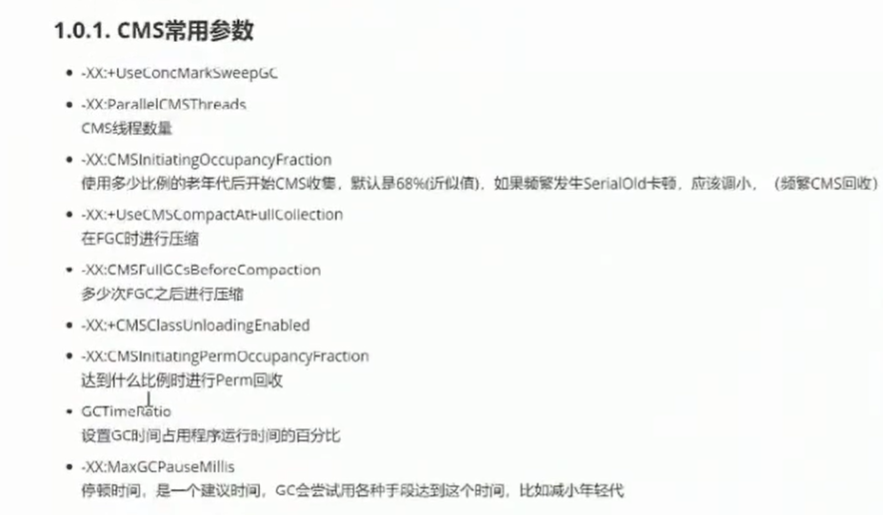 1.0.1. CMS常用参数
-XX:+UseConcMarkSweepGC
-XX:ParallelCMSThreads
CMS线程数量
-XX:CMSInitiatingOccupancyFraction
使用多少比例的老年代后开始CMS收集，默认是68%(近似值)，如果频繁发生SerialOld卡顿，应该调小，（频繁CMS回收）
-XX:+UseCMSCompactAtFullCollection
在FGC时进行压缩
-XX:CMSFullGCsBeforeCompaction
多少次FGC之后进行压缩
-XX:+CMSClassUnloadingEnabled
-XX:CMSInitiatingPermOccupancyFraction
达到什么比例时进行Perm回收
GCTimeRatio
设置GC时间占用程序运行时间的百分比
-XX:MaxGCPauseMillis
停顿时间，是一个建议时间，GC会尝试用各种手段达到这个时间，比如减小年轻代